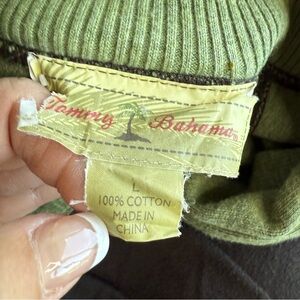 Tommy Bahama
L
100% COTTON
MADE IN
CHINA